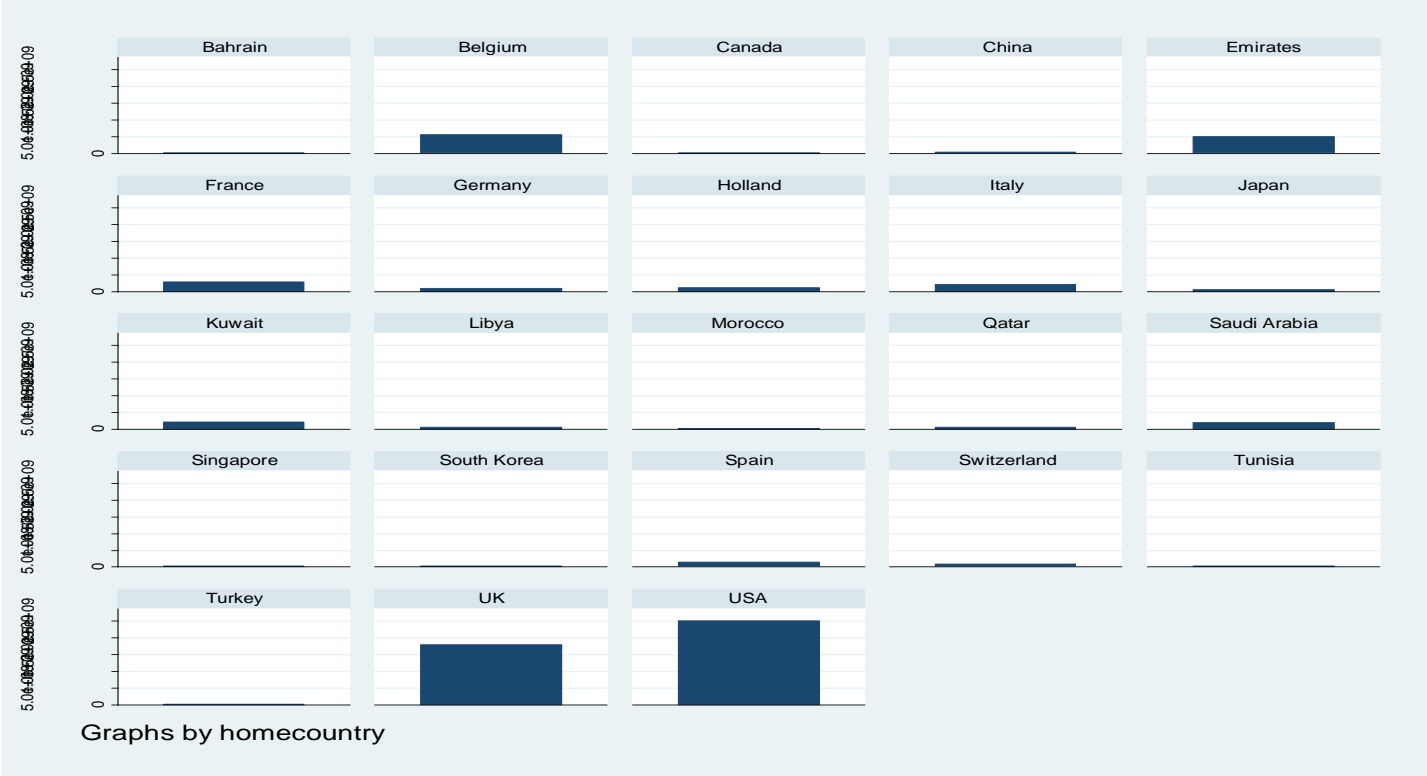 Bahrain Belgium Canada China Emirates
0
France Germany Holland Italy Japan
0
Kuwait Libya Morocco Qatar Saudi Arabia
0
Singapore South Korea Spain Switzerland Tunisia
0
Turkey UK USA
0
Graphs by homecountry